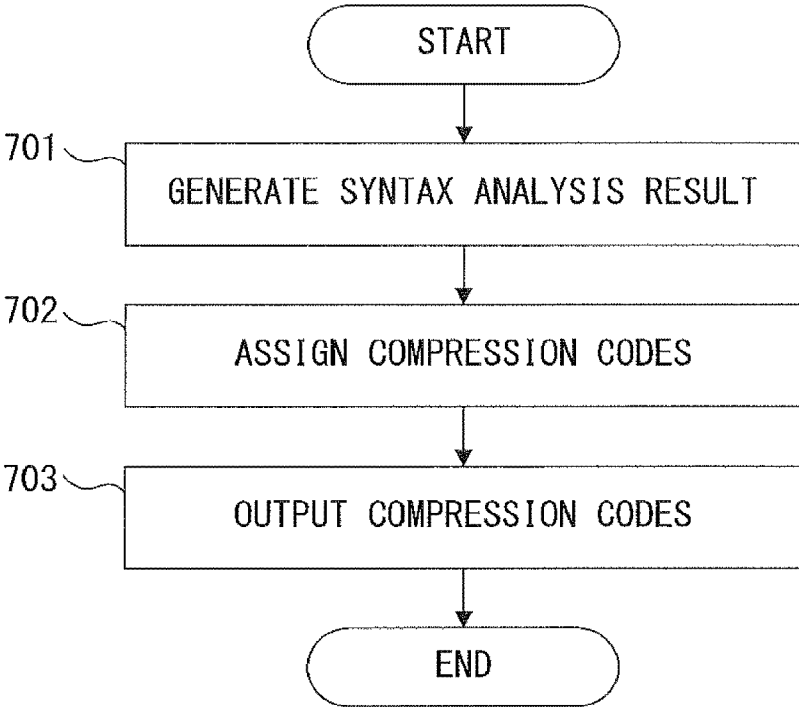 START
701
GENERATE SYNTAX ANALYSIS RESULT
702
ASSIGN COMPRESSION CODES
703
OUTPUT COMPRESSION CODES
END